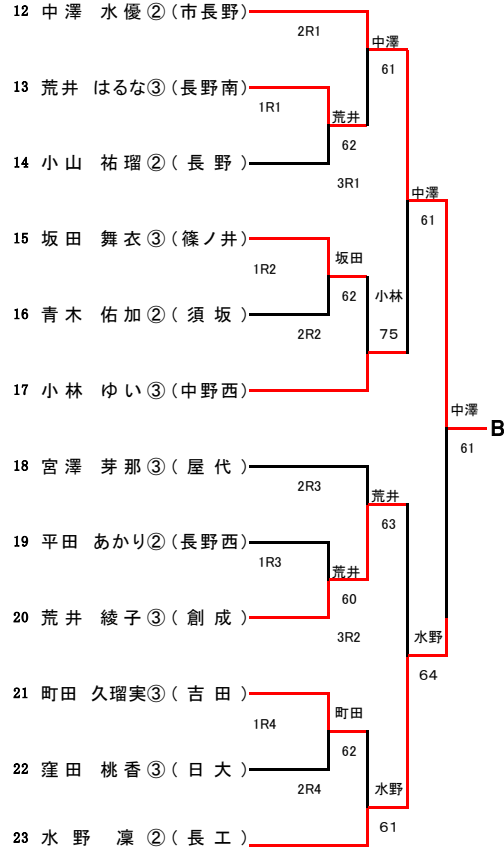 12 中澤 水優②(市長野)
2R1
中澤
61
13 荒井 はるな③(長野南)
1R1
荒井
62
14 小山 祐瑠②(長野)
3R1
中澤
61
15 坂田 舞衣③(篠ノ井)
1R2
坂田
62
小林
75
16 青木 佑加②(須坂)
2R2
17 小林 ゆい③(中野西)
中澤
61
B
18 宮澤 芽那③(屋代)
2R3
荒井
63
19 平田 あかり②(長野西)
1R3
荒井
60
20 荒井 綾子③(創成)
3R2
水野
64
21 町田 久瑠実③(吉田)
1R4
町田
62
22 窪田 桃香③(日大)
2R4
水野
61
23 水野 凜②(長工)